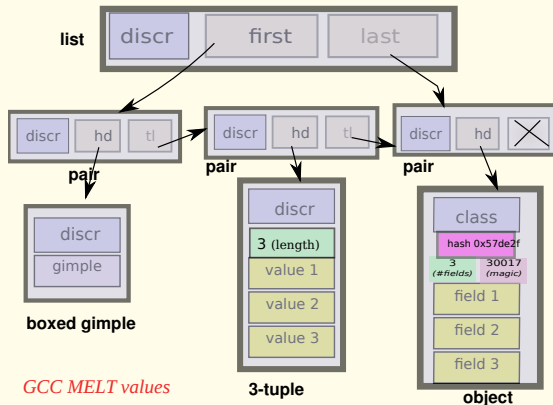 list
discr first last
discr hd tl
pair
discr hd tl
pair
discr hd
pair
discr
gimple
boxed gimple
discr
3 (length)
value 1
value 2
value 3
3-tuple
class
hash 0x57de2f
3 30017
(#fields) (magic)
field 1
field 2
field 3
object
GCC MELT values